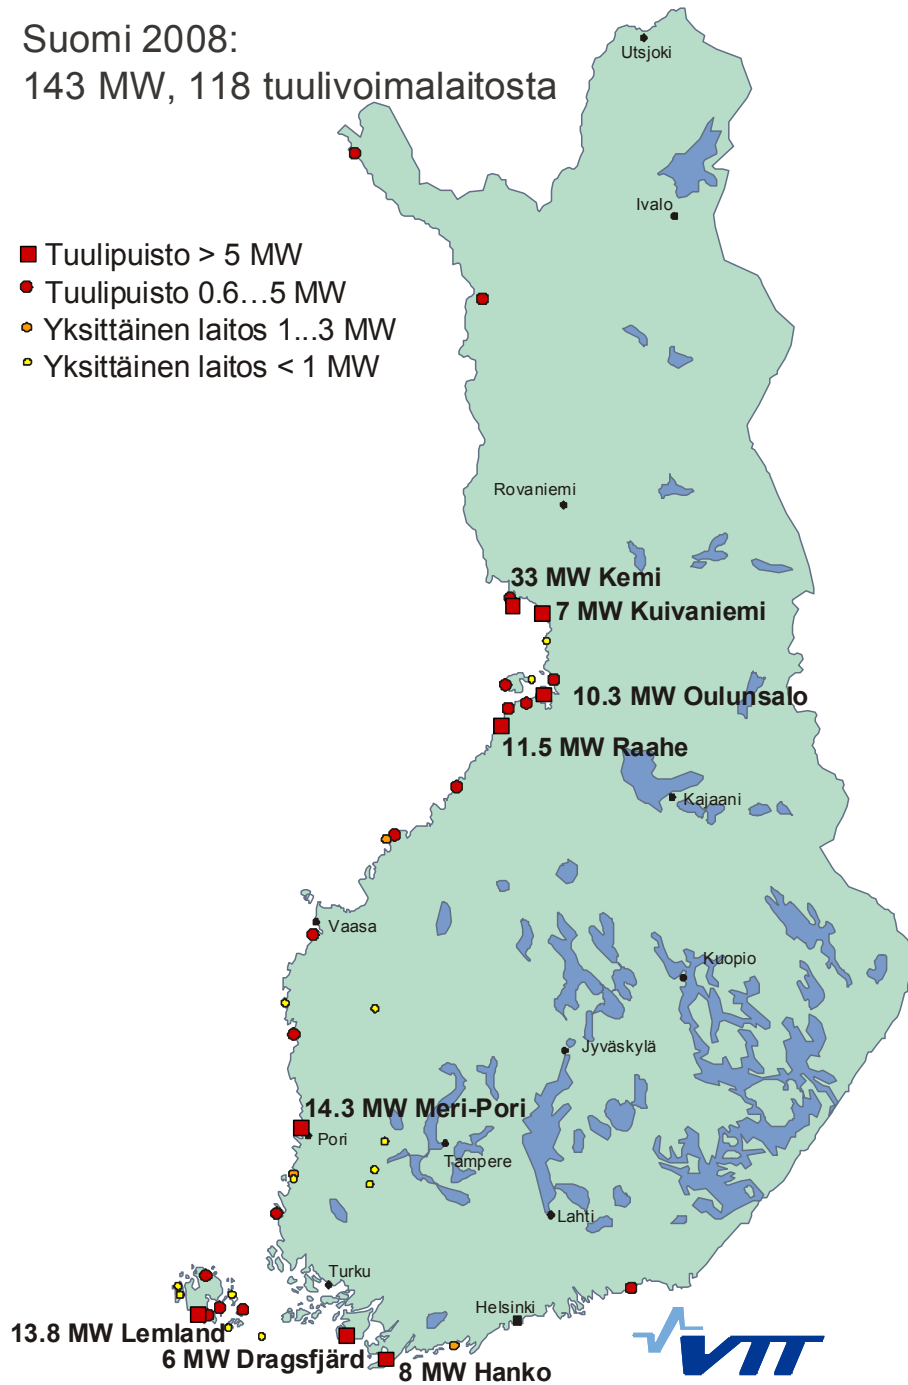 Suomi 2008:
143 MW, 118 tuulivoimalaitosta
Utsjoki
Ivalo
Tuulipuisto > 5 MW
Tuulipuisto 0.6...5 MW
Yksittäinen laitos 1...3 MW
Yksittäinen laitos < 1 MW
Rovaniemi
33 MW Kemi
7 MW Kuivaniemi
10.3 MW Oulunsalo
11.5 MW Raahe
Kajaani
Vaasa
Kuopio
Jyväskylä
14.3 MW Meri-Pori
Pori
Tampere
Lahti
Turku
Helsinki
13.8 MW Lemland
6 MW Dragsfjärd
8 MW Hanko
VTT